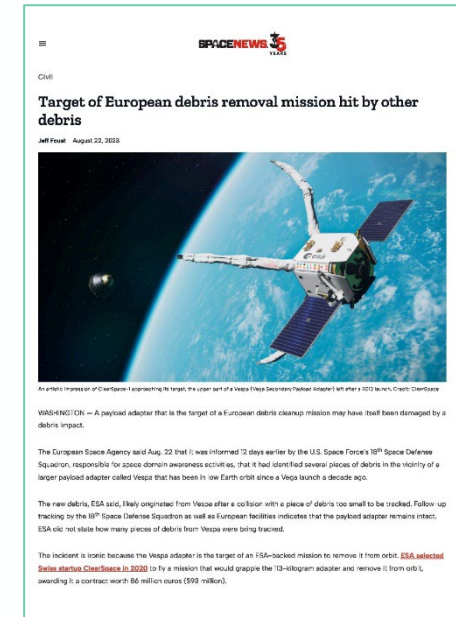 SPACENEWS. 35
YEARS
Civil
Target of European debris removal mission hit by other
debris
Jeff Foust August 22, 2023
An artistic impression of ClearSpace-1 approaching its target, the upper part of a Vespa (Vega Secondary Payload Adapter) left after a 2013 launch. Credit: ClearSpace
WASHINGTON — A payload adapter that is the target of a European debris cleanup mission may have itself been damaged by a
debris impact.
The European Space Agency said Aug. 22 that it was informed 12 days earlier by the U.S. Space Force's 18th Space Defense
Squadron, responsible for space domain awareness activities, that it had identified several pieces of debris in the vicinity of a
larger payload adapter called Vespa that has been in low Earth orbit since a Vega launch a decade ago.
The new debris, ESA said, likely originated from Vespa after a collision with a piece of debris too small to be tracked. Follow-up
tracking by the 18th Space Defense Squadron as well as European facilities indicates that the payload adapter remains intact.
ESA did not state how many pieces of debris from Vespa were being tracked.
The incident is ironic because the Vespa adapter is the target of an ESA-backed mission to remove it from orbit. ESA selected
Swiss startup ClearSpace in 2020 to fly a mission that would grapple the 113-kilogram adapter and remove it from orbit,
awarding it a contract worth 86 million euros ($93 million).